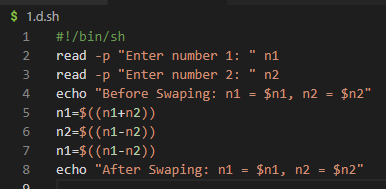 $ 1.d.sh
1 #!/bin/sh
2 read -p "Enter number 1: " n1
3 read -p "Enter number 2: " n2
4 echo "Before Swaping: n1 = $n1, n2 = $n2"
5 n1=$((n1+n2))
6 n2=$((n1-n2))
7 n1=$((n1-n2))
8 echo "After Swaping: n1 = $n1, n2 = $n2"
9